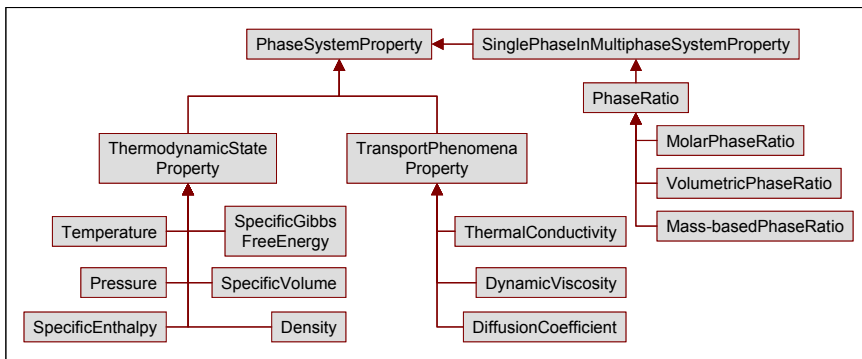 PhaseSystemProperty
SinglePhaseInMultiphaseSystemProperty
PhaseRatio
ThermodynamicState
Property
TransportPhenomena
Property
MolarPhaseRatio
VolumetricPhaseRatio
Mass-basedPhaseRatio
Temperature
SpecificGibbs
FreeEnergy
ThermalConductivity
Pressure
SpecificVolume
DynamicViscosity
SpecificEnthalpy
Density
DiffusionCoefficient